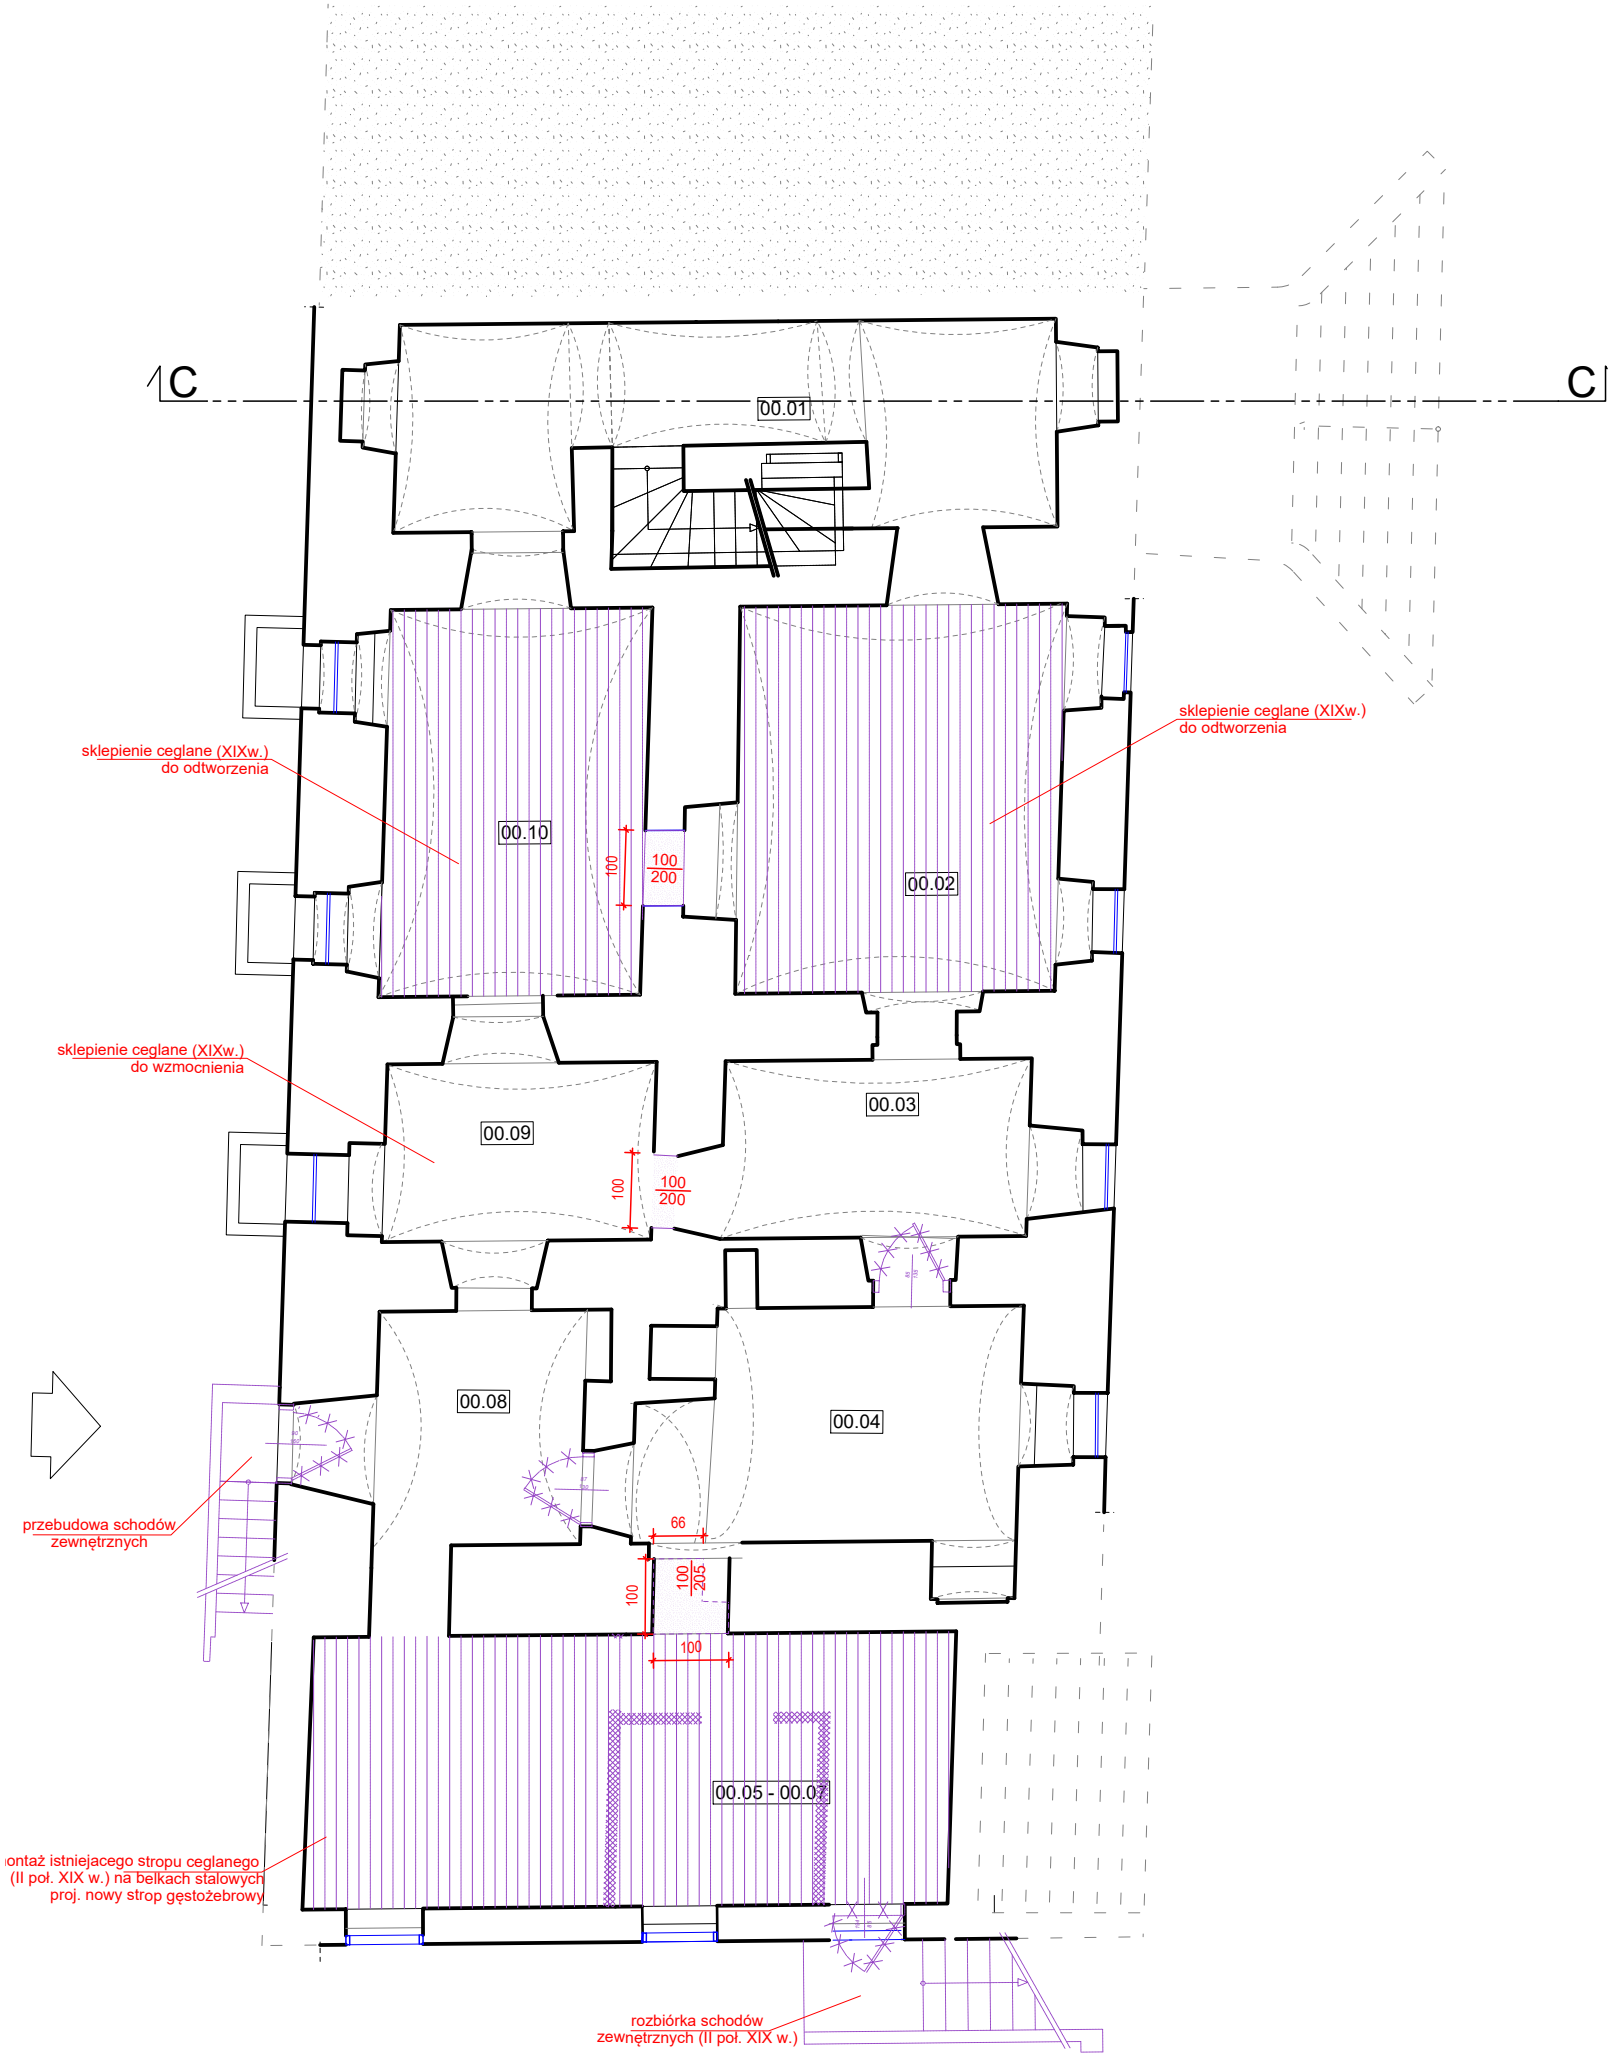 C
C
00.01
sklepienie ceglane (XIXw.)
do odtworzenia
sklepienie ceglane (XIXw.)
do odtworzenia
00.10
100
100
200
00.02
sklepienie ceglane (XIXw.)
do wzmocnienia
00.09
00.03
100
100
200
00.08
00.04
przebudowa schodów
zewnętrznych
66
100
100
205
100
00.05 - 00.07
istniejacego stropu ceglanego
(II poł. XIX w.) na belkach stalowych
proj. nowy strop gęstożebrowy
rozbiórka schodów
zewnętrznych (II poł. XIX w.)